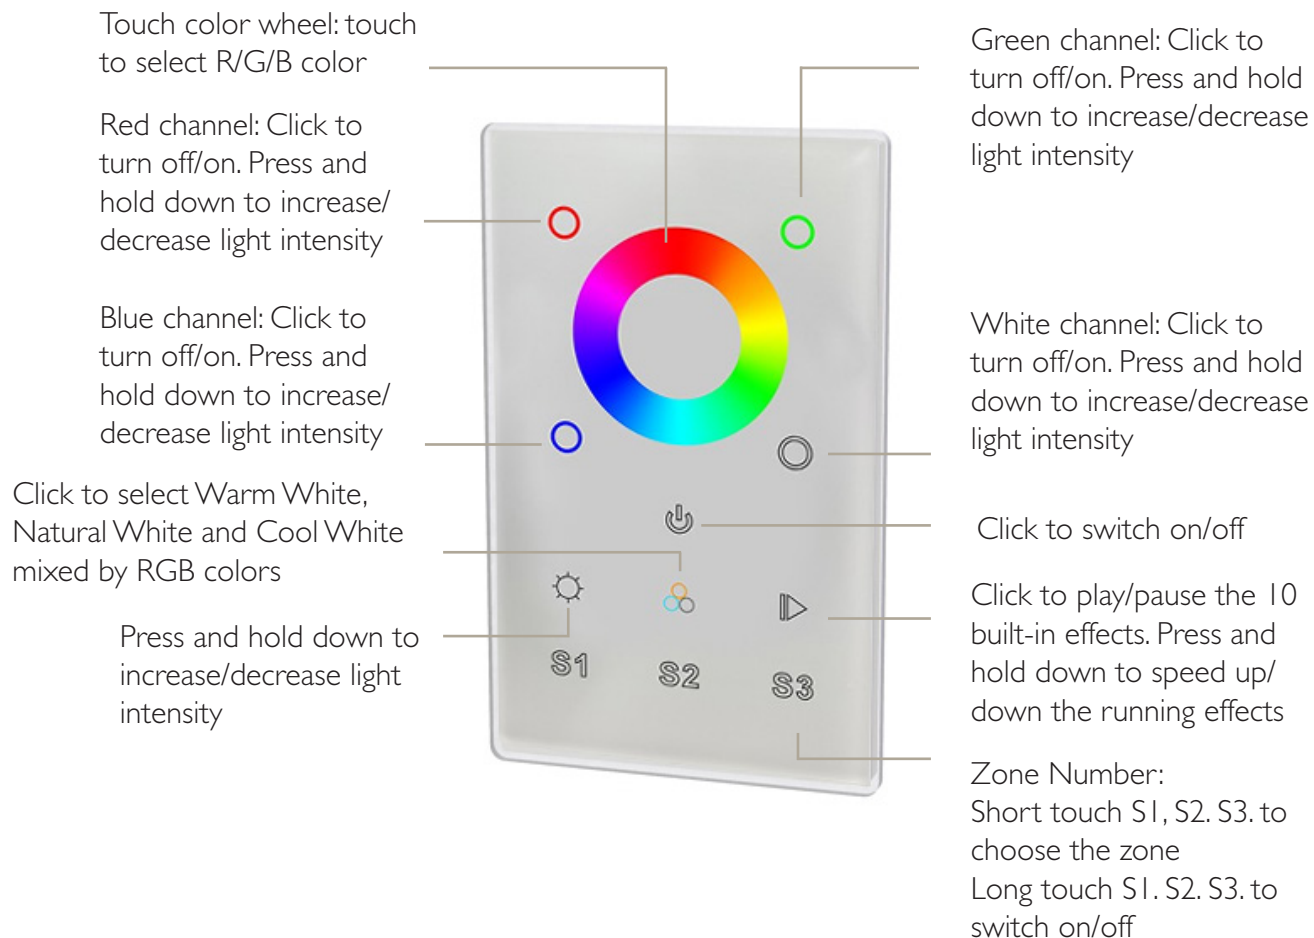 Touch color wheel: touch
to select R/G/B color
Red channel: Click to
turn off/on. Press and
hold down to increase/
decrease light intensity
Blue channel: Click to
turn off/on. Press and
hold down to increase/
decrease light intensity
Click to select Warm White,
Natural White and Cool White
mixed by RGB colors
Press and hold down to
increase/decrease light
intensity
S1
S2
S3
Green channel: Click to
turn off/on. Press and hold
down to increase/decrease
light intensity
White channel: Click to
turn off/on. Press and hold
down to increase/decrease
light intensity
Click to switch on/off
Click to play/pause the 10
built-in effects. Press and
hold down to speed up/
down the running effects
Zone Number:
Short touch S1, S2. S3. to
choose the zone
Long touch S1. S2. S3. to
switch on/off